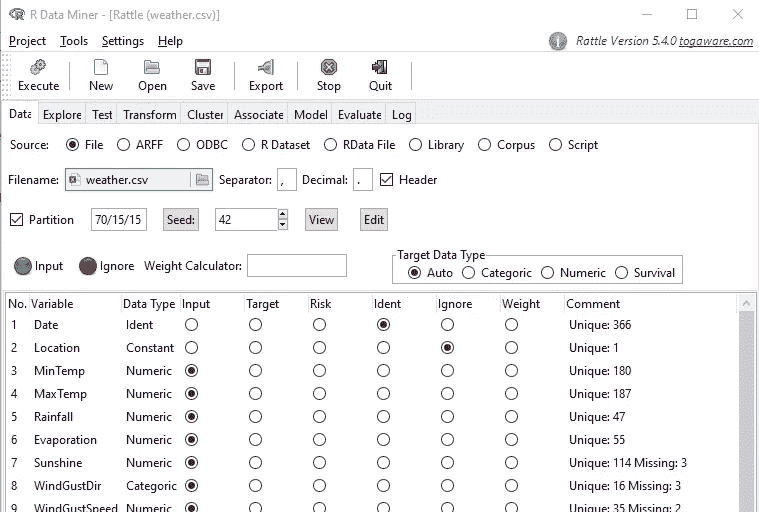 R Data Miner - [Rattle (weather.csv)]
Project Tools Settings Help Rattle Version 5.4.0 togaware.com
Execute New Open Save Export Stop Quit
Data Explore Test Transform Cluster Associate Model Evaluate Log
Source: File ARFF ODBC R Dataset RData File Library Corpus Script
Filename: weather.csv Separator: , Decimal: . Header
Partition 70/15/15 Seed: 42 View Edit
Target Data Type
Input Ignore Weight Calculator: Auto Categoric Numeric Survival
No. Variable Data Type Input Target Risk Ident Ignore Weight Comment
1 Date Ident Unique: 366
2 Location Constant Unique: 1
3 MinTemp Numeric Unique: 180
4 MaxTemp Numeric Unique: 187
5 Rainfall Numeric Unique: 47
6 Evaporation Numeric Unique: 55
7 Sunshine Numeric Unique: 114 Missing: 3
8 WindGustDir Categoric Unique: 16 Missing: 3
9 WindGustSpeed Numeric Unique: 35 Missing: 2